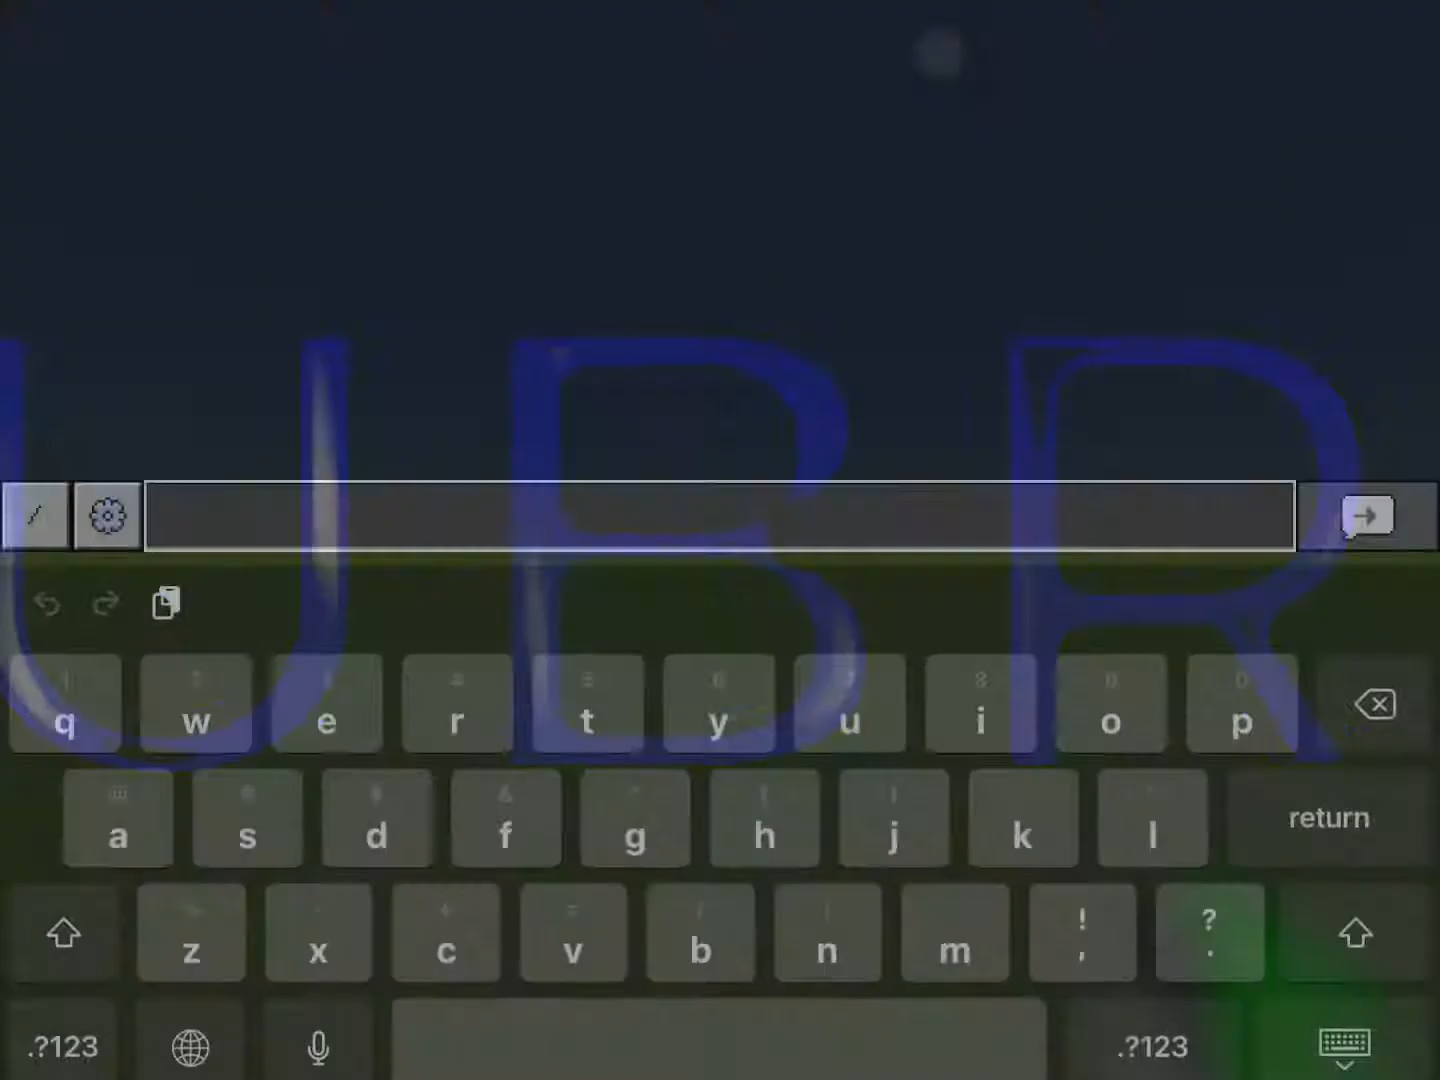 UBR
/
q w e r t y u i o p
a s d f g h j k l return
z x c v b n m ! , ? .
.?123 .?123